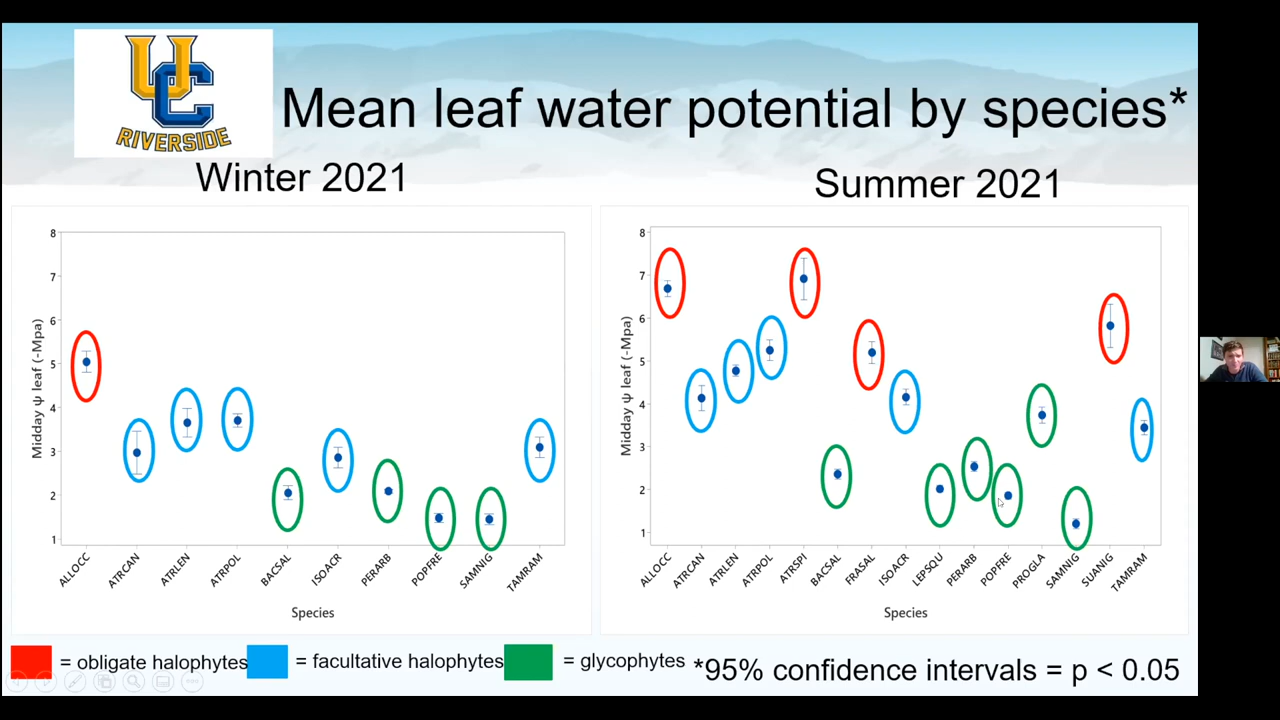 UC
RIVERSIDE
Mean leaf water potential by species*
Winter 2021
Summer 2021
8
7
6
5
4
3
2
1
Midday ψ leaf (-Mpa)
ALLOCC
ATRCAN
ATRLEN
ATRPOL
BACSAL
ISOACR
PERARB
POPFRE
SAMNIG
TAMRAM
Species
8
7
6
5
4
3
2
1
Midday ψ leaf (-Mpa)
ALLOCC
ATRCAN
ATRLEN
ATRPOL
ATRSPI
BACSAL
FRASAL
ISOACR
LEPSQU
PERARB
POPFRE
PROGLA
SAMNIG
SUANIG
TAMRAM
Species
= obligate halophytes
= facultative halophytes
= glycophytes
*95% confidence intervals = p < 0.05